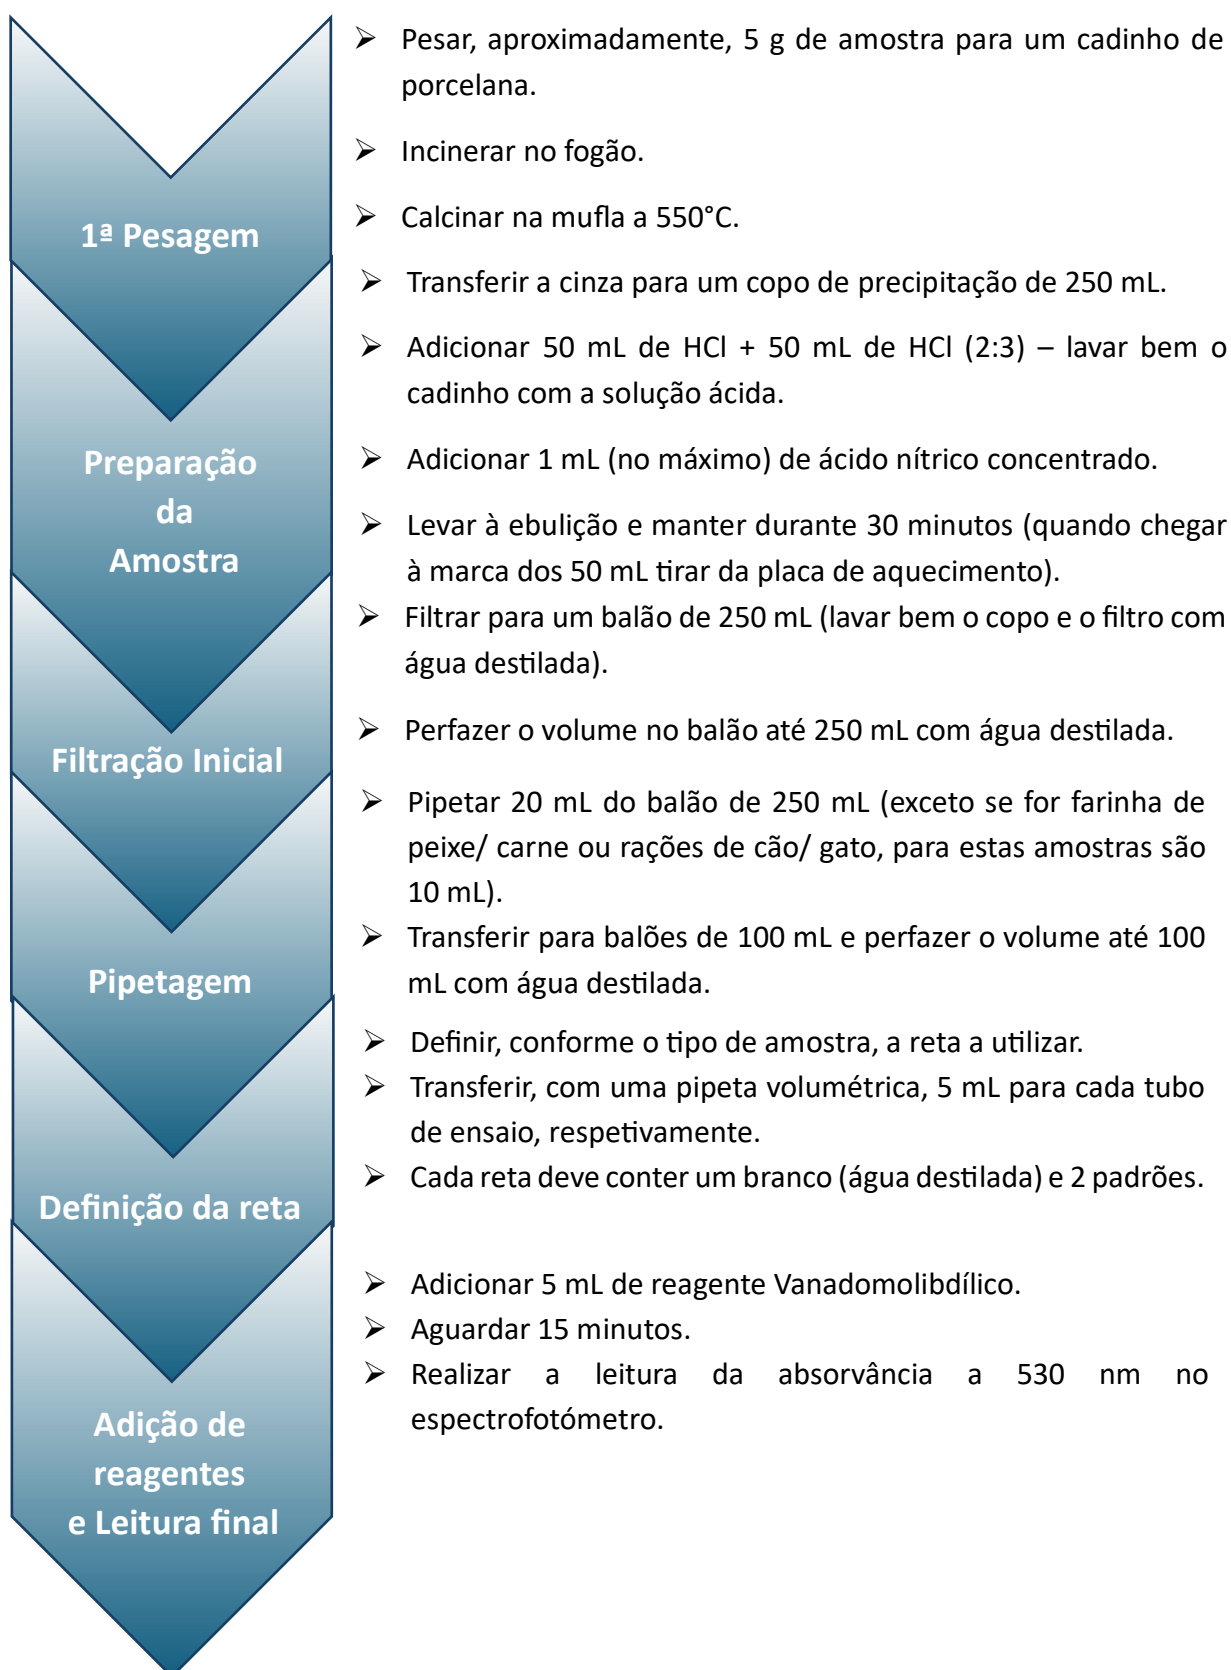 ➢ Pesar, aproximadamente, 5 g de amostra para um cadinho de
porcelana.
➢ Incinerar no fogão.
➢ Calcinar na mufla a 550°C.
1ª Pesagem
➢ Transferir a cinza para um copo de precipitação de 250 mL.
➢ Adicionar 50 mL de HCl + 50 mL de HCl (2:3) – lavar bem o
cadinho com a solução ácida.
➢ Adicionar 1 mL (no máximo) de ácido nítrico concentrado.
➢ Levar à ebulição e manter durante 30 minutos (quando chegar
à marca dos 50 mL tirar da placa de aquecimento).
Preparação
da
Amostra
➢ Filtrar para um balão de 250 mL (lavar bem o copo e o filtro com
água destilada).
➢ Perfazer o volume no balão até 250 mL com água destilada.
Filtração Inicial
➢ Pipetar 20 mL do balão de 250 mL (exceto se for farinha de
peixe/ carne ou rações de cão/ gato, para estas amostras são
10 mL).
➢ Transferir para balões de 100 mL e perfazer o volume até 100
mL com água destilada.
Pipetagem
➢ Definir, conforme o tipo de amostra, a reta a utilizar.
➢ Transferir, com uma pipeta volumétrica, 5 mL para cada tubo
de ensaio, respetivamente.
➢ Cada reta deve conter um branco (água destilada) e 2 padrões.
Definição da reta
➢ Adicionar 5 mL de reagente Vanadomolibdílico.
➢ Aguardar 15 minutos.
➢ Realizar a leitura da absorvância a 530 nm no
espectrofotómetro.
Adição de
reagentes
e Leitura final